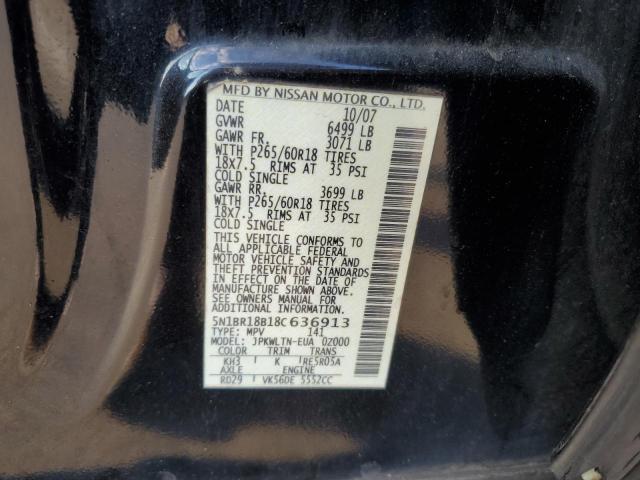 MFD BY NISSAN MOTOR CO., LTD.
DATE 10/07
GVWR 6499 LB
GAWR FR. 3071 LB
WITH P265/60R18 TIRES
18X7.5 RIMS AT 35 PSI
COLD SINGLE
GAWR RR. 3699 LB
WITH P265/60R18 TIRES
18X7.5 RIMS AT 35 PSI
COLD SINGLE
THIS VEHICLE CONFORMS TO
ALL APPLICABLE FEDERAL
MOTOR VEHICLE SAFETY AND
THEFT PREVENTION STANDARDS
IN EFFECT ON THE DATE OF
MANUFACTURE SHOWN ABOVE.
SEE OWNERS MANUAL FOR
ADDITIONAL INFORMATION
5N1BR18B18C636913
TYPE: MPV 141
MODEL: JPKWLTN-EUA 0Z000
COLOR TRIM TRANS
KH3 K RE5R05A
AXLE ENGINE
RD29 VK56DE 5552CC